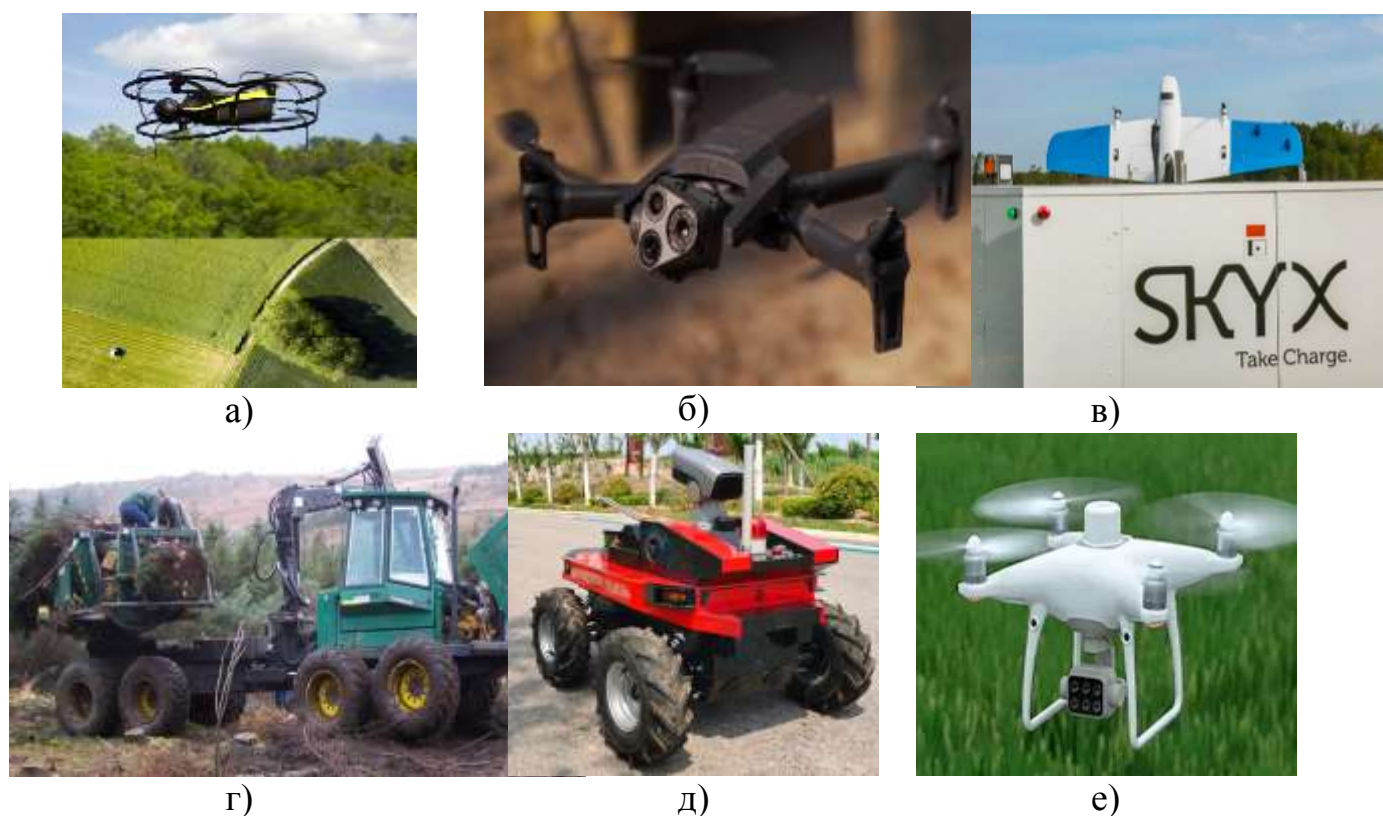 SKYX
Take Charge.
а)
б)
в)
г)
д)
е)